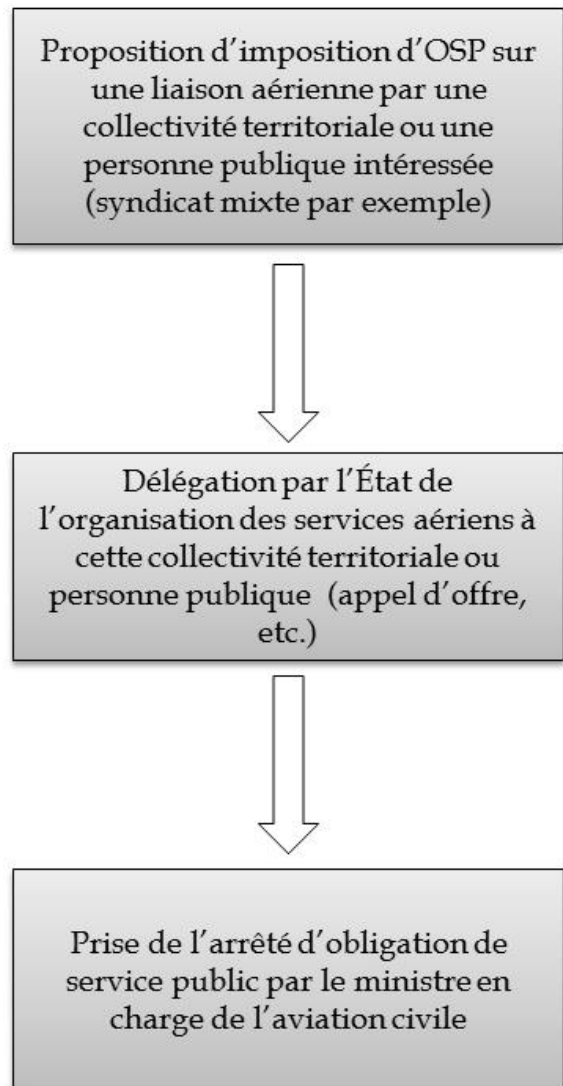 Proposition d'imposition d'OSP sur
une liaison aérienne par une
collectivité territoriale ou une
personne publique intéressée
(syndicat mixte par exemple)
Délégation par l'État de
l'organisation des services aériens à
cette collectivité territoriale ou
personne publique (appel d'offre,
etc.)
Prise de l'arrêté d'obligation de
service public par le ministre en
charge de l'aviation civile